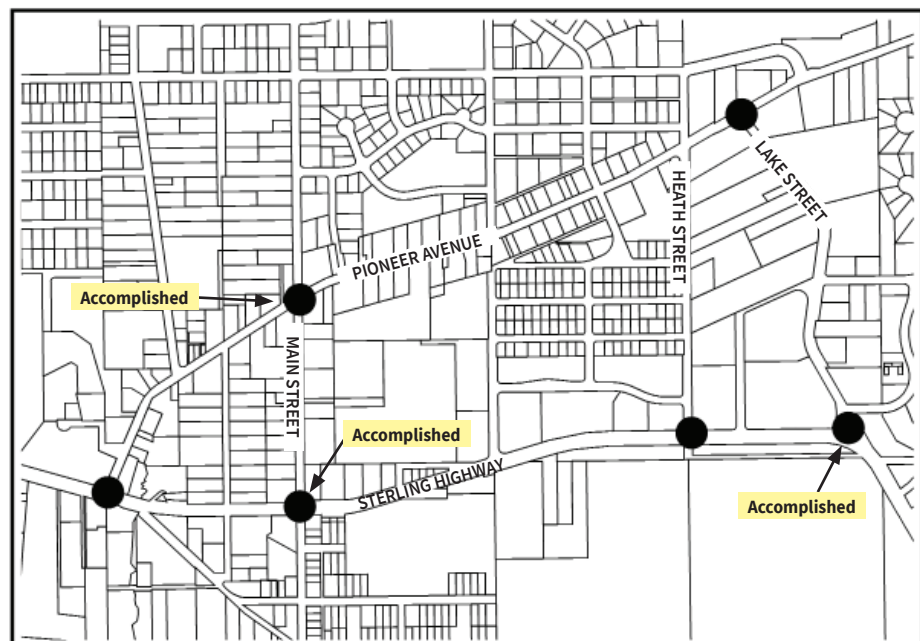 LAKE STREET
HEATH STREET
PIONEER AVENUE
Accomplished
MAIN STREET
Accomplished
STERLING HIGHWAY
Accomplished